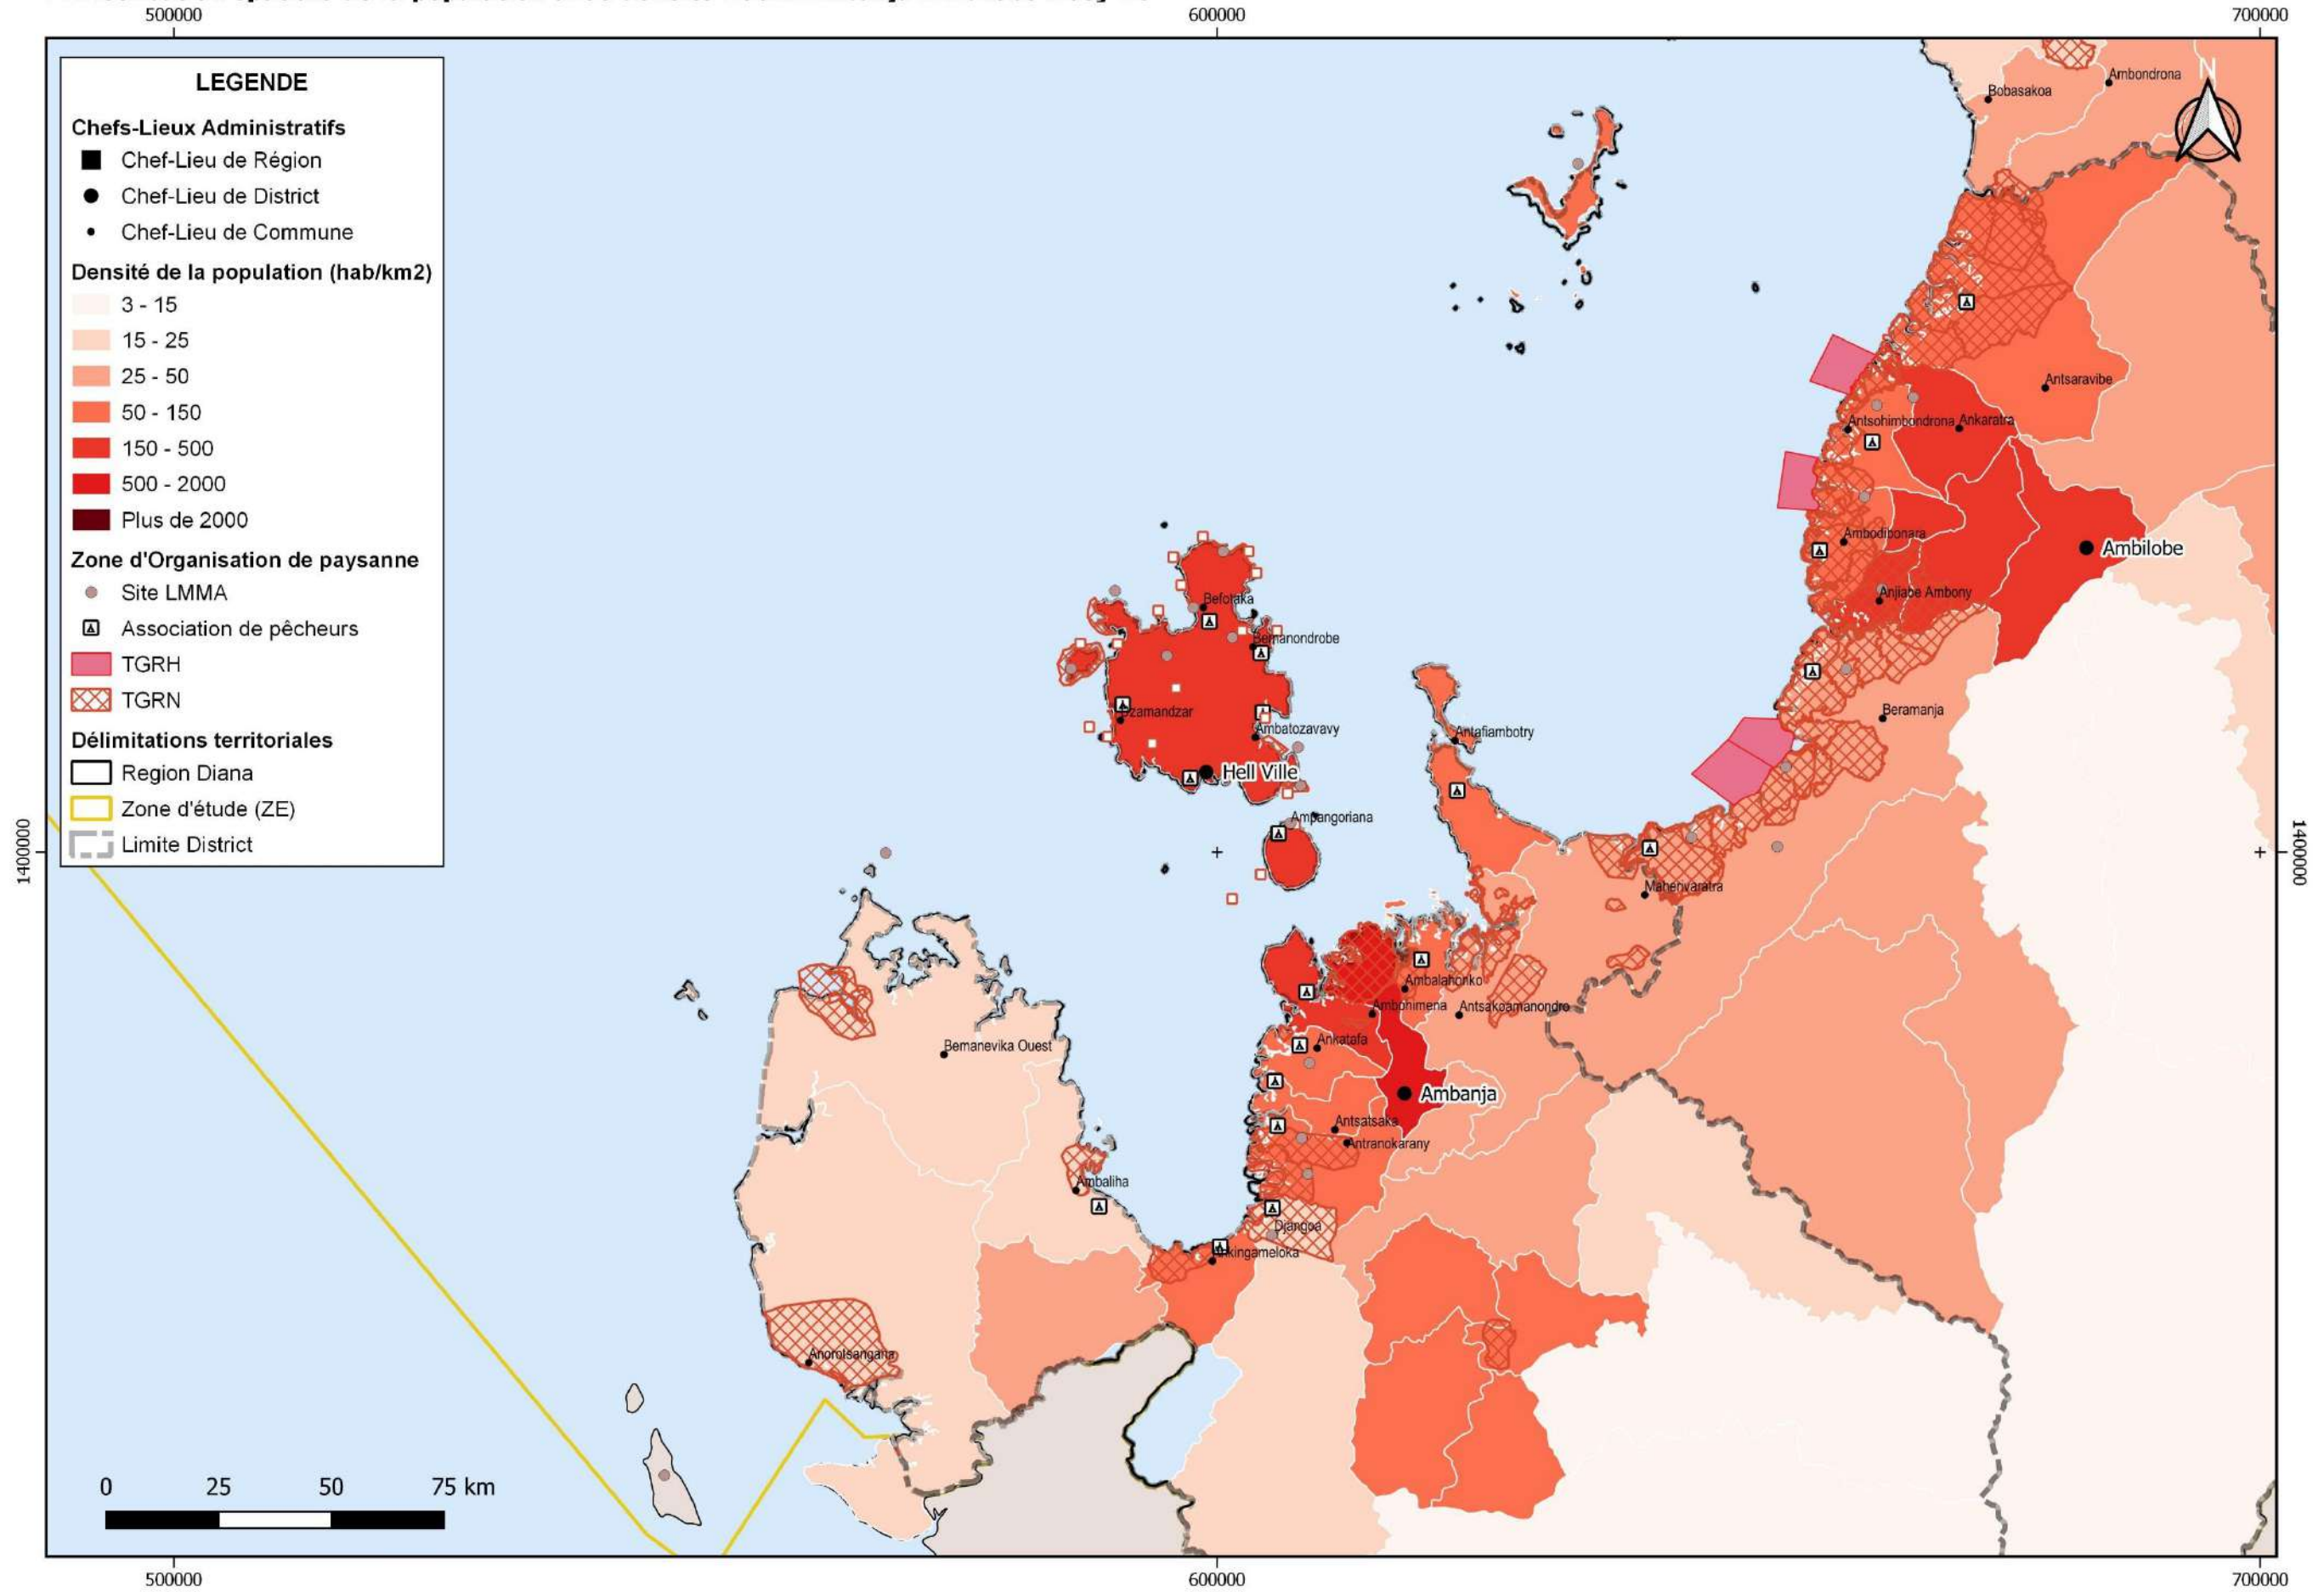 500000
600000
700000
LEGENDE
Chefs-Lieux Administratifs
Chef-Lieu de Région
Chef-Lieu de District
Chef-Lieu de Commune
Densité de la population (hab/km2)
3 - 15
15 - 25
25 - 50
50 - 150
150 - 500
500 - 2000
Plus de 2000
Zone d'Organisation de paysanne
Site LMMA
Association de pêcheurs
TGRH
TGRN
Délimitations territoriales
Region Diana
Zone d'étude (ZE)
Limite District
N
Ambondrona
Bobasakoa
Antsaravibe
Antsohimbondrona
Ankaratra
Ambodibonara
Ambilobe
Anjiabe Ambony
Befotaka
Bemanondrobe
Dzamandzar
Beramanja
Ambatozavavy
Antafiambotry
Hell Ville
Ampangoriana
1400000
1400000
Mahenvaratra
Ambalahonko
Ambohimena
Antsakoamanondro
Ankatafa
Bemanevika Ouest
Ambanja
Antsatsaka
Antranokarany
Ambaliha
Djangoa
Anorotsangana
0
25
50
75 km
500000
600000
700000